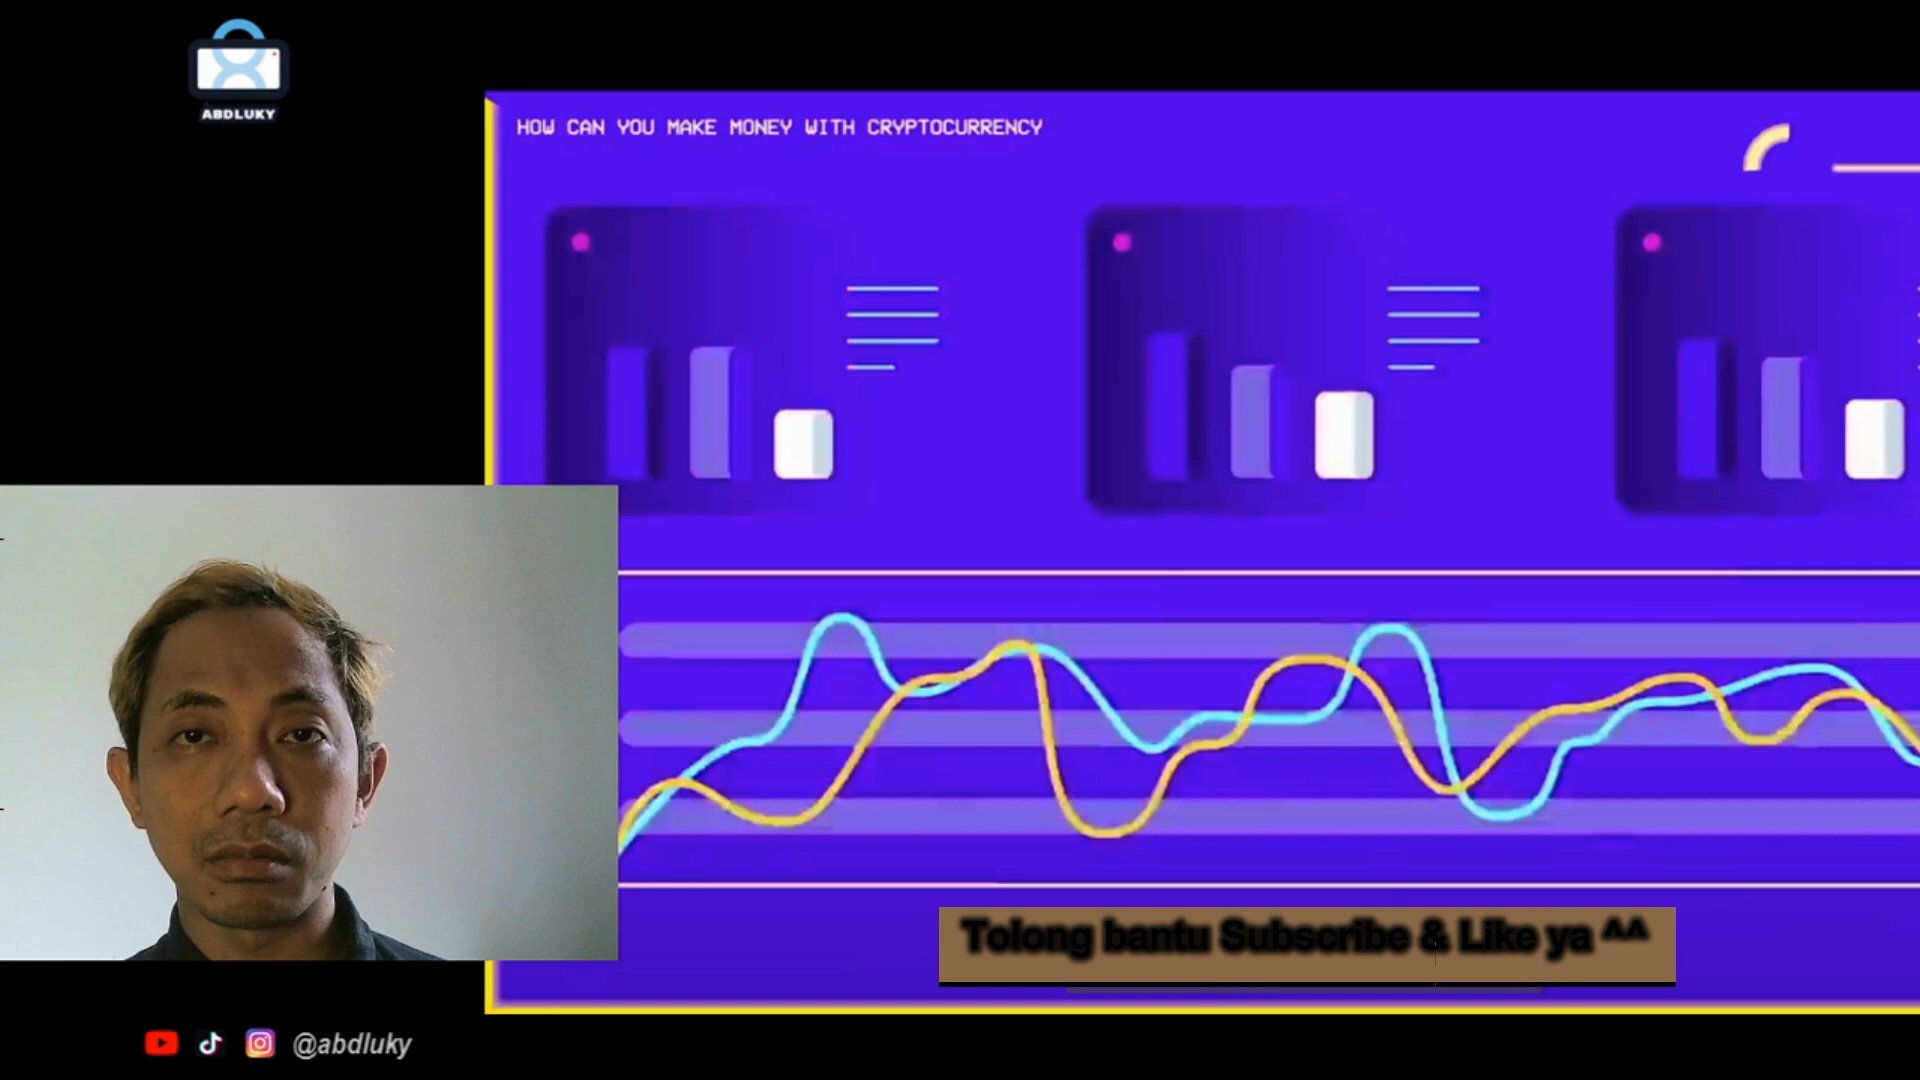 ABDLUKY
HOW CAN YOU MAKE MONEY WITH CRYPTOCURRENCY
Tolong bantu Subscribe & Like ya ^^
@abdluky